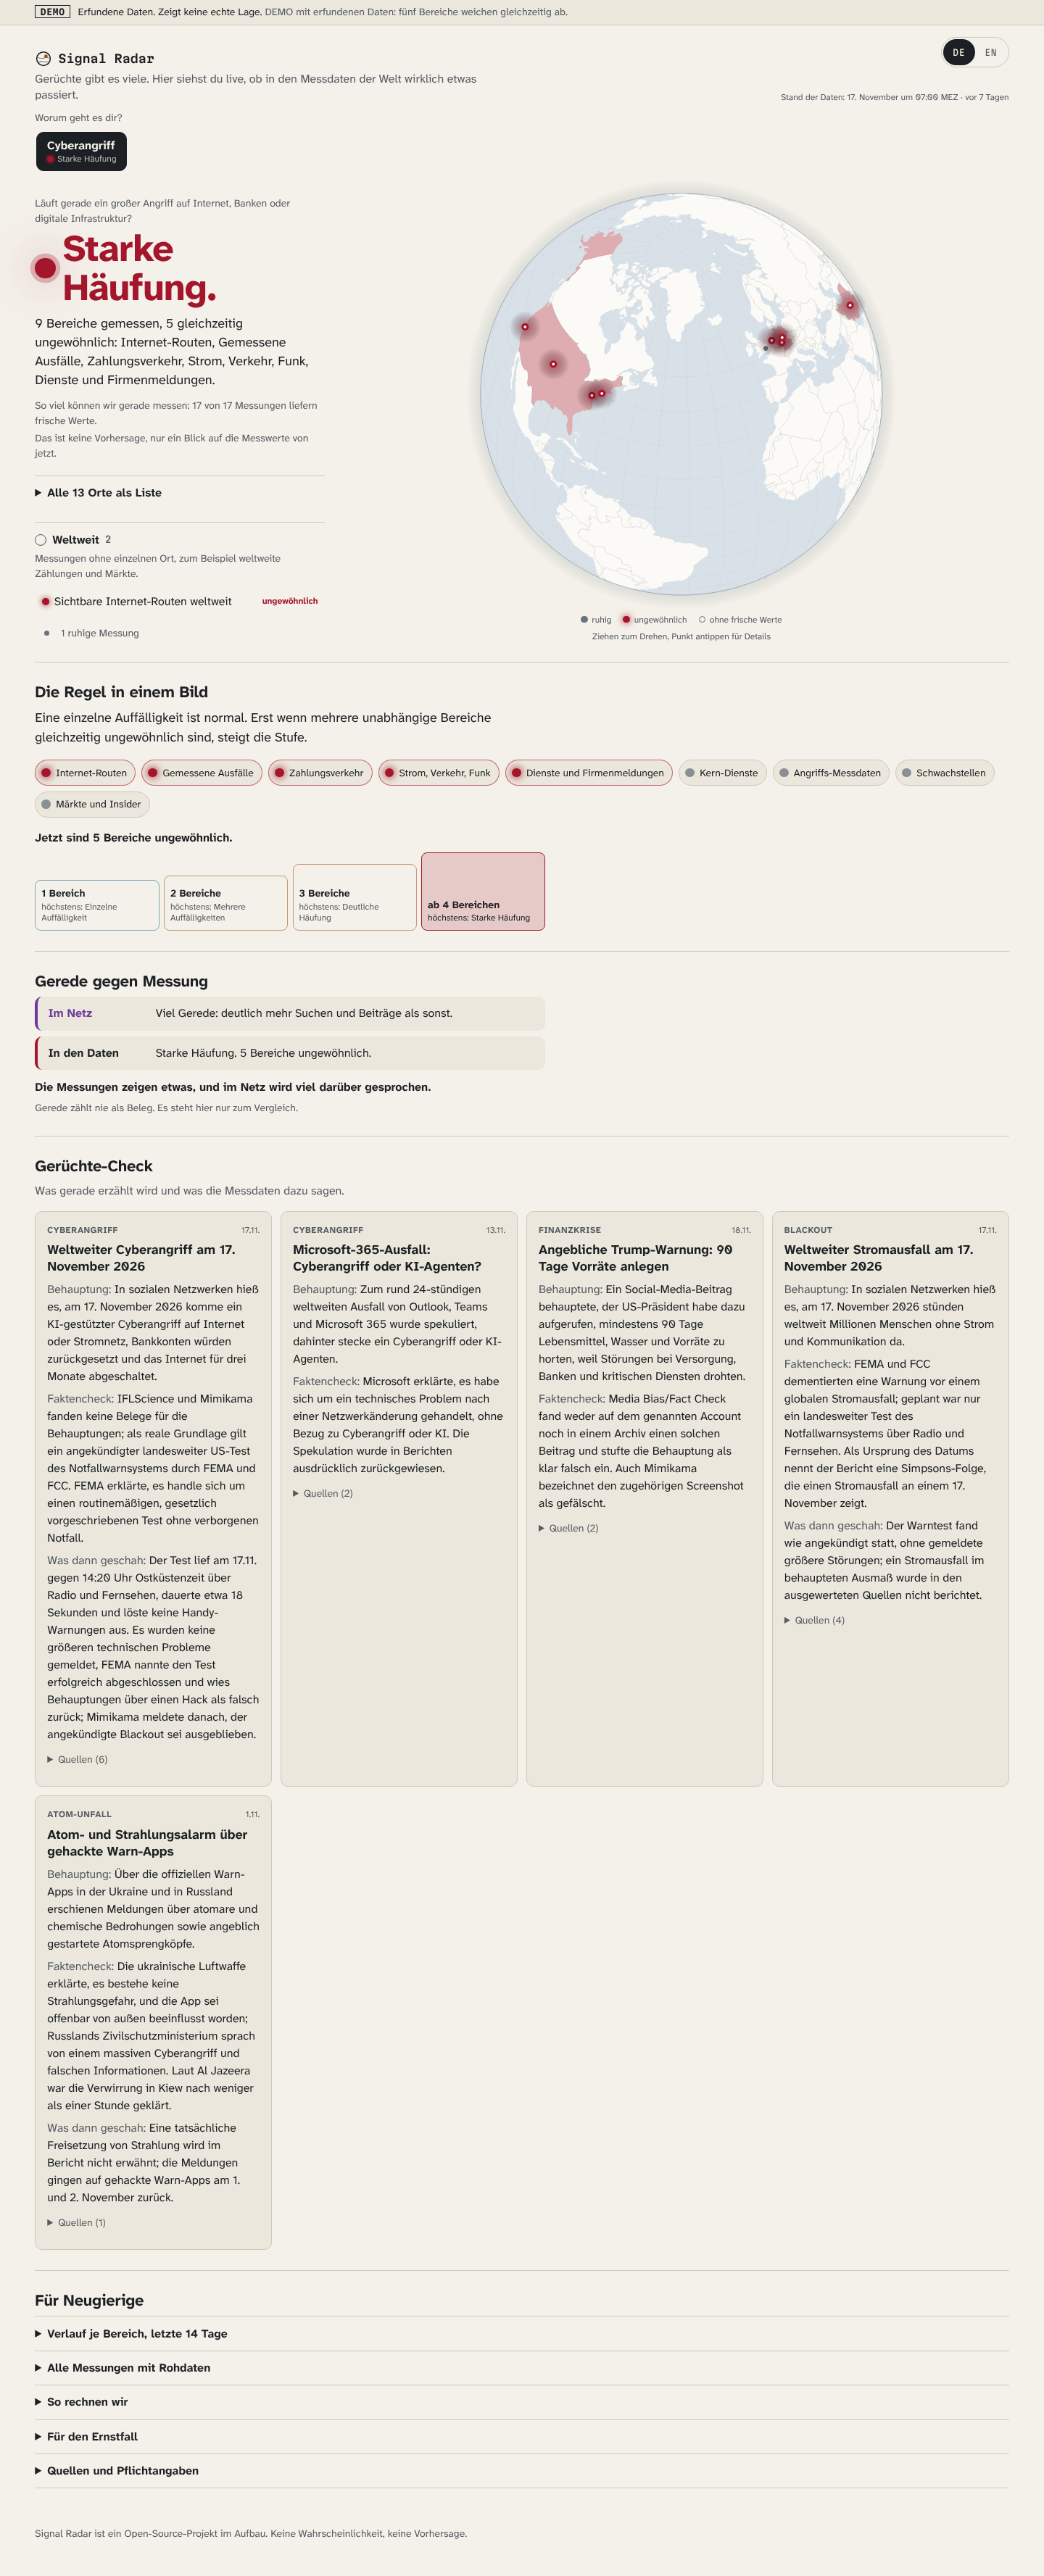 DEMO Erfundene Daten. Zeigt keine echte Lage. DEMO mit erfundenen Daten: fünf Bereiche weichen gleichzeitig ab.
Signal Radar
DE EN
Gerüchte gibt es viele. Hier siehst du live, ob in den Messdaten der Welt wirklich etwas
passiert.
Stand der Daten: 17. November um 07:00 MEZ · vor 7 Tagen
Worum geht es dir?
Cyberangriff
Starke Häufung
Läuft gerade ein großer Angriff auf Internet, Banken oder
digitale Infrastruktur?
Starke
Häufung.
9 Bereiche gemessen, 5 gleichzeitig
ungewöhnlich: Internet-Routen, Gemessene
Ausfälle, Zahlungsverkehr, Strom, Verkehr, Funk,
Dienste und Firmenmeldungen.
So viel können wir gerade messen: 17 von 17 Messungen liefern
frische Werte.
Das ist keine Vorhersage, nur ein Blick auf die Messwerte von
jetzt.
Alle 13 Orte als Liste
Weltweit 2
Messungen ohne einzelnen Ort, zum Beispiel weltweite
Zählungen und Märkte.
Sichtbare Internet-Routen weltweit ungewöhnlich
1 ruhige Messung
ruhig ungewöhnlich ohne frische Werte
Ziehen zum Drehen, Punkt antippen für Details
Die Regel in einem Bild
Eine einzelne Auffälligkeit ist normal. Erst wenn mehrere unabhängige Bereiche
gleichzeitig ungewöhnlich sind, steigt die Stufe.
Internet-Routen Gemessene Ausfälle Zahlungsverkehr Strom, Verkehr, Funk Dienste und Firmenmeldungen Kern-Dienste Angriffs-Messdaten Schwachstellen
Märkte und Insider
Jetzt sind 5 Bereiche ungewöhnlich.
1 Bereich
höchstens: Einzelne
Auffälligkeit
2 Bereiche
höchstens: Mehrere
Auffälligkeiten
3 Bereiche
höchstens: Deutliche
Häufung
ab 4 Bereichen
höchstens: Starke Häufung
Gerede gegen Messung
Im Netz Viel Gerede: deutlich mehr Suchen und Beiträge als sonst.
In den Daten Starke Häufung. 5 Bereiche ungewöhnlich.
Die Messungen zeigen etwas, und im Netz wird viel darüber gesprochen.
Gerede zählt nie als Beleg. Es steht hier nur zum Vergleich.
Gerüchte-Check
Was gerade erzählt wird und was die Messdaten dazu sagen.
CYBERANGRIFF 17.11.
Weltweiter Cyberangriff am 17.
November 2026
Behauptung: In sozialen Netzwerken hieß
es, am 17. November 2026 komme ein
KI-gestützter Cyberangriff auf Internet
oder Stromnetz, Bankkonten würden
zurückgesetzt und das Internet für drei
Monate abgeschaltet.
Faktencheck: IFLScience und Mimikama
fanden keine Belege für die
Behauptungen; als reale Grundlage gilt
ein angekündigter landesweiter US-Test
des Notfallwarnsystems durch FEMA und
FCC. FEMA erklärte, es handle sich um
einen routinemäßigen, gesetzlich
vorgeschriebenen Test ohne verborgenen
Notfall.
Was dann geschah: Der Test lief am 17.11.
gegen 14:20 Uhr Ostküstenzeit über
Radio und Fernsehen, dauerte etwa 18
Sekunden und löste keine Handy-
Warnungen aus. Es wurden keine
größeren technischen Probleme
gemeldet, FEMA nannte den Test
erfolgreich abgeschlossen und wies
Behauptungen über einen Hack als falsch
zurück; Mimikama meldete danach, der
angekündigte Blackout sei ausgeblieben.
Quellen (6)
CYBERANGRIFF 13.11.
Microsoft-365-Ausfall:
Cyberangriff oder KI-Agenten?
Behauptung: Zum rund 24-stündigen
weltweiten Ausfall von Outlook, Teams
und Microsoft 365 wurde spekuliert,
dahinter stecke ein Cyberangriff oder KI-
Agenten.
Faktencheck: Microsoft erklärte, es habe
sich um ein technisches Problem nach
einer Netzwerkänderung gehandelt, ohne
Bezug zu Cyberangriff oder KI. Die
Spekulation wurde in Berichten
ausdrücklich zurückgewiesen.
Quellen (2)
FINANZKRISE 18.11.
Angebliche Trump-Warnung: 90
Tage Vorräte anlegen
Behauptung: Ein Social-Media-Beitrag
behauptete, der US-Präsident habe dazu
aufgerufen, mindestens 90 Tage
Lebensmittel, Wasser und Vorräte zu
horten, weil Störungen bei Versorgung,
Banken und kritischen Diensten drohten.
Faktencheck: Media Bias/Fact Check
fand weder auf dem genannten Account
noch in einem Archiv einen solchen
Beitrag und stufte die Behauptung als
klar falsch ein. Auch Mimikama
bezeichnet den zugehörigen Screenshot
als gefälscht.
Quellen (2)
BLACKOUT 17.11.
Weltweiter Stromausfall am 17.
November 2026
Behauptung: In sozialen Netzwerken hieß
es, am 17. November 2026 stünden
weltweit Millionen Menschen ohne Strom
und Kommunikation da.
Faktencheck: FEMA und FCC
dementierten eine Warnung vor einem
globalen Stromausfall; geplant war nur
ein landesweiter Test des
Notfallwarnsystems über Radio und
Fernsehen. Als Ursprung des Datums
nennt der Bericht eine Simpsons-Folge,
die einen Stromausfall an einem 17.
November zeigt.
Was dann geschah: Der Warntest fand
wie angekündigt statt, ohne gemeldete
größere Störungen; ein Stromausfall im
behaupteten Ausmaß wurde in den
ausgewerteten Quellen nicht berichtet.
Quellen (4)
ATOM-UNFALL 1.11.
Atom- und Strahlungsalarm über
gehackte Warn-Apps
Behauptung: Über die offiziellen Warn-
Apps in der Ukraine und in Russland
erschienen Meldungen über atomare und
chemische Bedrohungen sowie angeblich
gestartete Atomsprengköpfe.
Faktencheck: Die ukrainische Luftwaffe
erklärte, es bestehe keine
Strahlungsgefahr, und die App sei
offenbar von außen beeinflusst worden;
Russlands Zivilschutzministerium sprach
von einem massiven Cyberangriff und
falschen Informationen. Laut Al Jazeera
war die Verwirrung in Kiew nach weniger
als einer Stunde geklärt.
Was dann geschah: Eine tatsächliche
Freisetzung von Strahlung wird im
Bericht nicht erwähnt; die Meldungen
gingen auf gehackte Warn-Apps am 1.
und 2. November zurück.
Quellen (1)
Für Neugierige
Verlauf je Bereich, letzte 14 Tage
Alle Messungen mit Rohdaten
So rechnen wir
Für den Ernstfall
Quellen und Pflichtangaben
Signal Radar ist ein Open-Source-Projekt im Aufbau. Keine Wahrscheinlichkeit, keine Vorhersage.